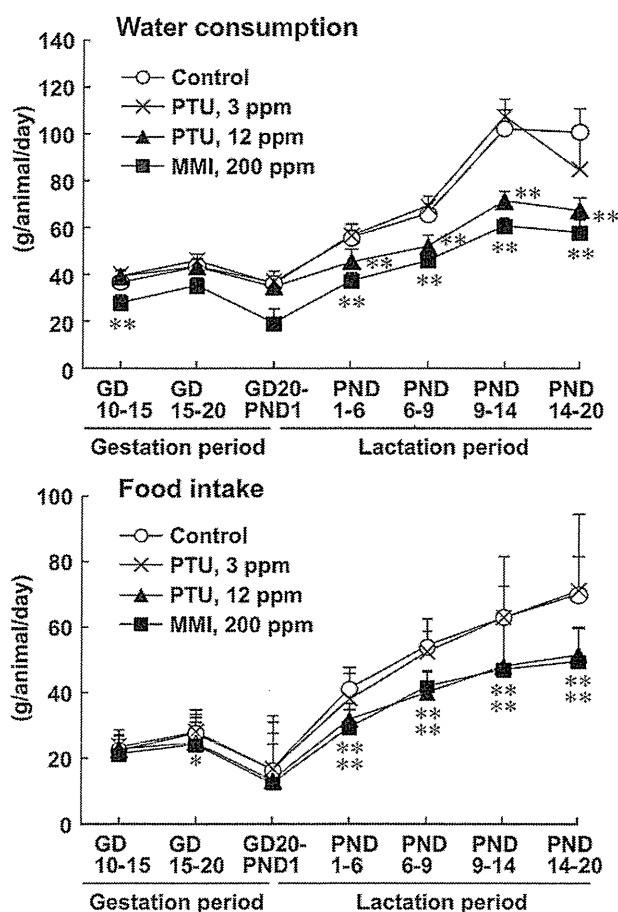 Water consumption
(g/animal/day)
140
120
100
80
60
40
20
0
Control
PTU, 3 ppm
PTU, 12 ppm
MMI, 200 ppm
**
** ** ** **
** ** ** **
GD 10-15
GD 15-20
GD20-PND1
PND 1-6
PND 6-9
PND 9-14
PND 14-20
Gestation period
Lactation period
Food intake
(g/animal/day)
100
80
60
40
20
0
Control
PTU, 3 ppm
PTU, 12 ppm
MMI, 200 ppm
*
** ** ** **
** ** ** **
GD 10-15
GD 15-20
GD20-PND1
PND 1-6
PND 6-9
PND 9-14
PND 14-20
Gestation period
Lactation period